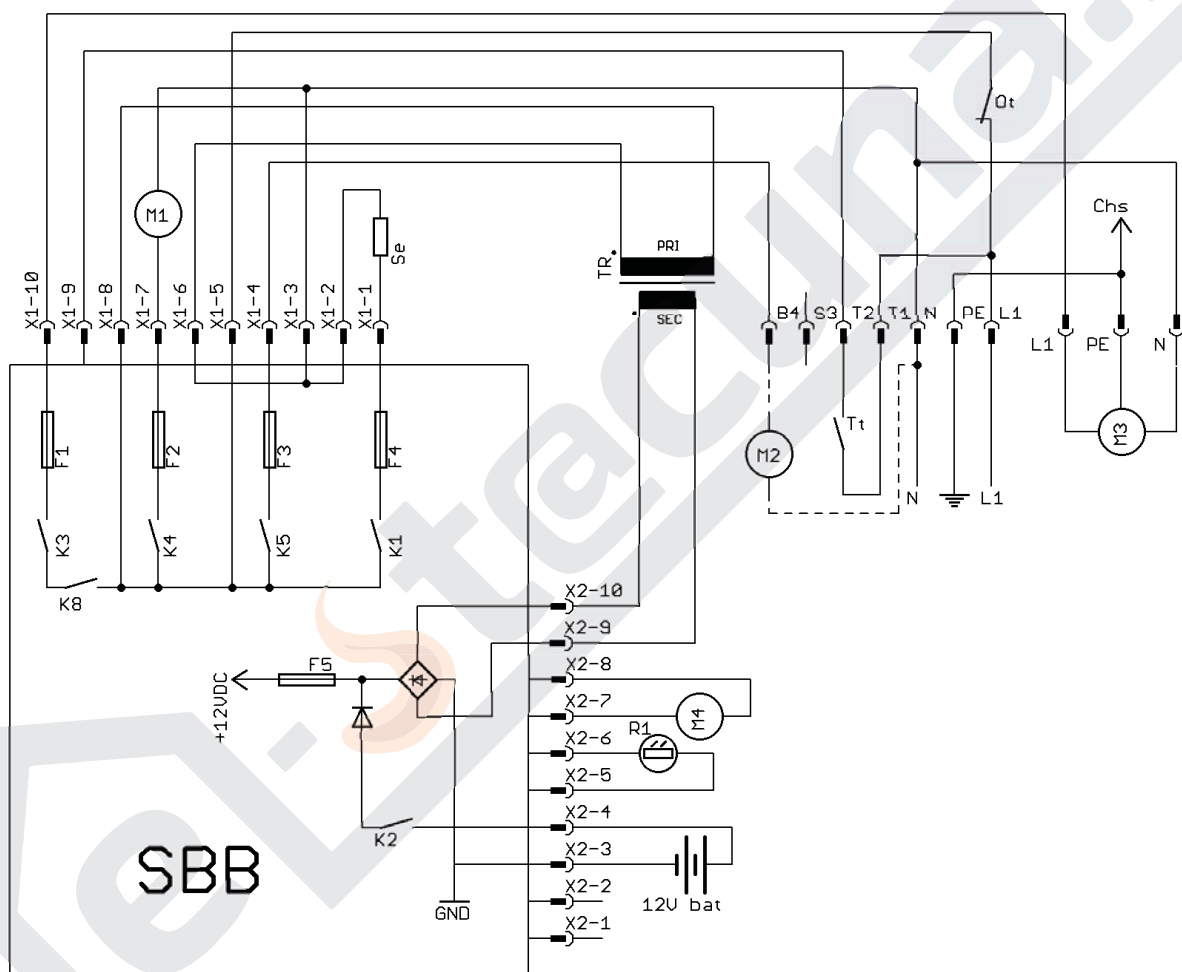 Ot
Chs
M1
Se
TR
PRI
SEC
X1-10
X1-9
X1-8
X1-7
X1-6
X1-5
X1-4
X1-3
X1-2
X1-1
B4
S3
T2
T1
N
PE
L1
L1
PE
N
F1
F2
F3
F4
Tt
M2
M3
N
L1
K3
K4
K5
K1
K8
X2-10
X2-9
X2-8
X2-7
X2-6
X2-5
X2-4
X2-3
X2-2
X2-1
F5
+12VDC
M4
R1
K2
SBB
GND
12V bat
e-stacuna.